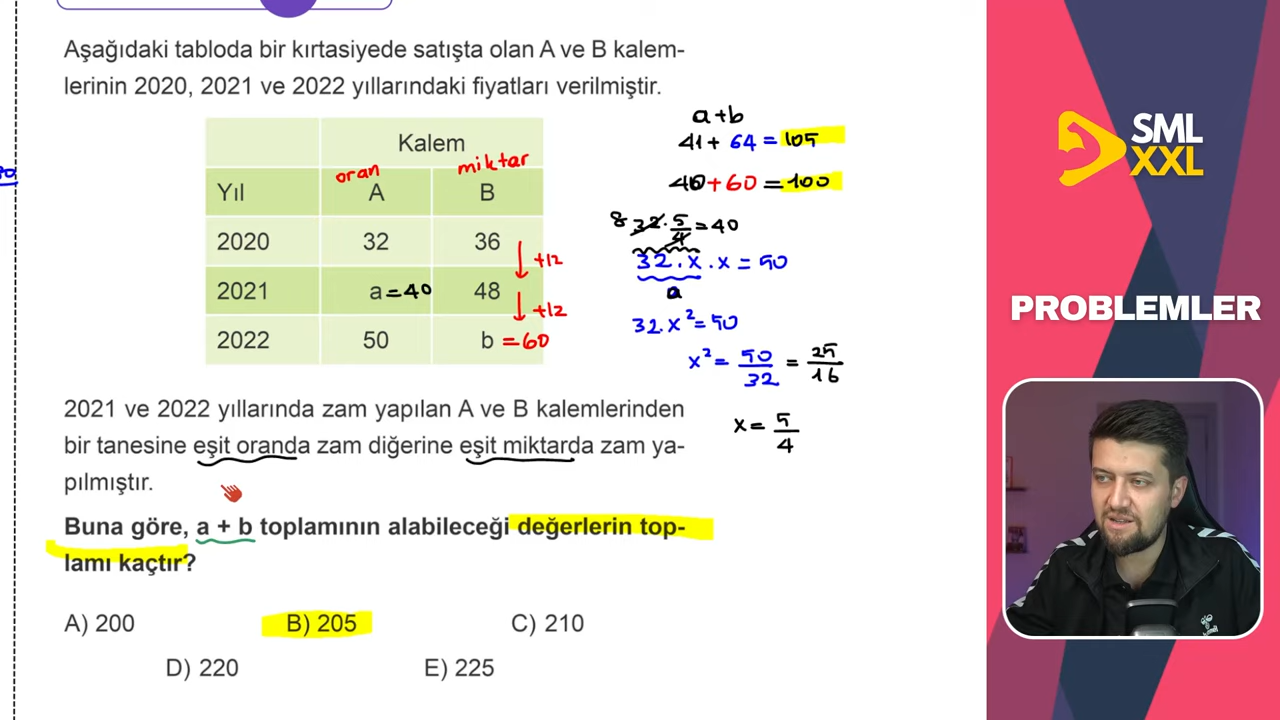 Aşağıdaki tabloda bir kırtasiyede satışta olan A ve B kalem-
lerinin 2020, 2021 ve 2022 yıllarındaki fiyatları verilmiştir.
Kalem
oran
miktar
Yıl A B
2020 32 36
+12
2021 a = 40 48
+12
2022 50 b = 60
a + b
41 + 64 = 105
40 + 60 = 100
8 32 . 5/4 = 40
32 . x . x = 50
a
32 . x² = 50
x² = 50/32 = 25/16
x = 5/4
2021 ve 2022 yıllarında zam yapılan A ve B kalemlerinden
bir tanesine eşit oranda zam diğerine eşit miktarda zam ya-
pılmıştır.
Buna göre, a + b toplamının alabileceği değerlerin top-
lamı kaçtır?
A) 200 B) 205 C) 210
D) 220 E) 225
SML
XXL
PROBLEMLER